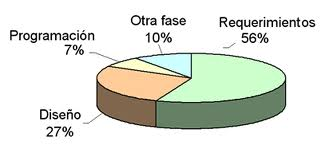 Otra fase
10%
Requerimientos
56%
Programación
7%
Diseño
27%